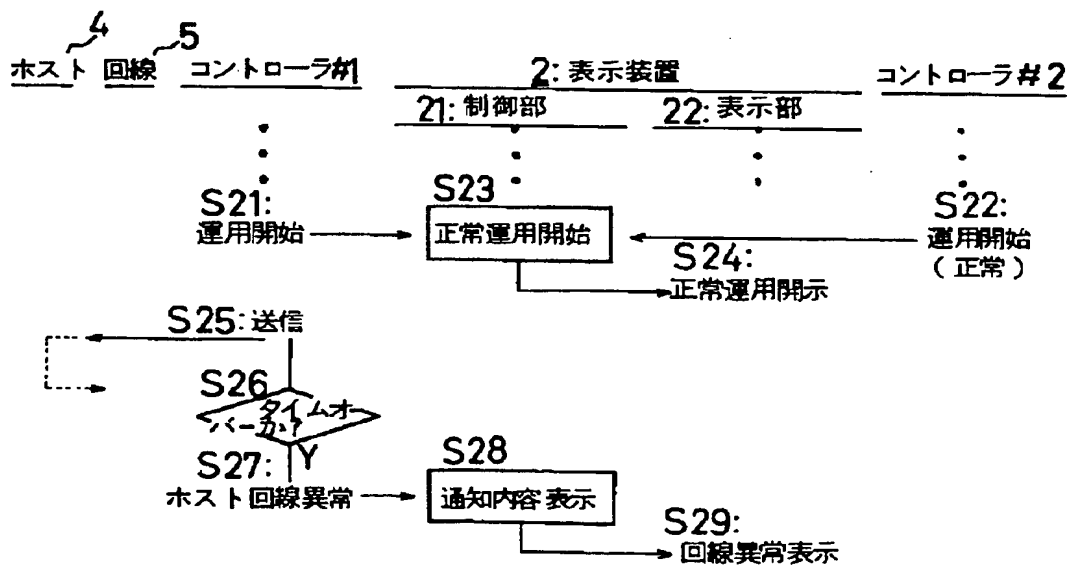 4
5
ホスト 回線 コントローラ#1 2:表示装置 コントローラ#2
21:制御部 22:表示部
S21:
運用開始
S23
正常運用開始
S22:
運用開始
(正常)
S24:
正常運用開示
S25:送信
S26
タイムオ
バーか?
Y
S27:
ホスト回線異常
S28
通知内容表示
S29:
回線異常表示